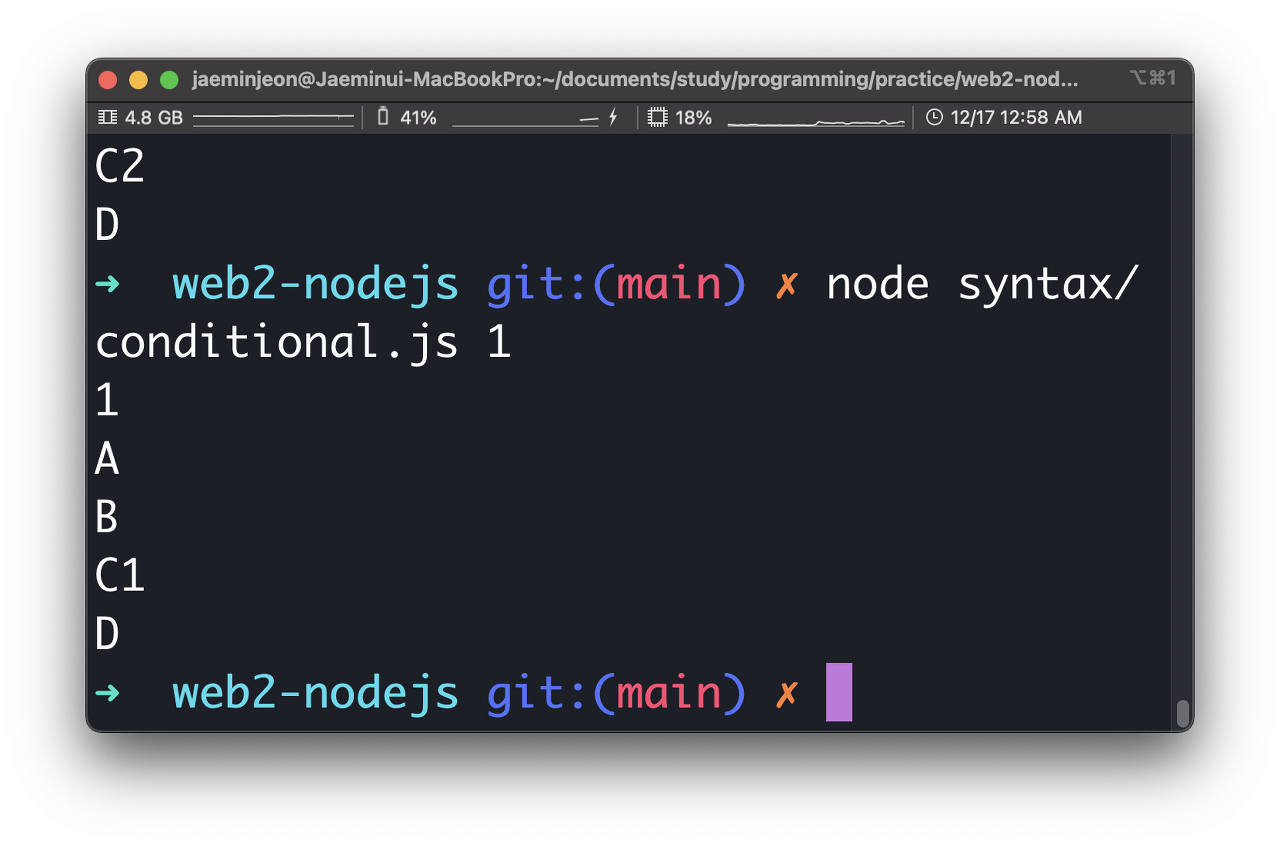 jaeminjeon@Jaeminui-MacBookPro:~/documents/study/programming/practice/web2-nod... ⌥⌘1
4.8 GB 41% 18% 12/17 12:58 AM
C2
D
➜  web2-nodejs git:(main) ✗ node syntax/
conditional.js 1
1
A
B
C1
D
➜  web2-nodejs git:(main) ✗